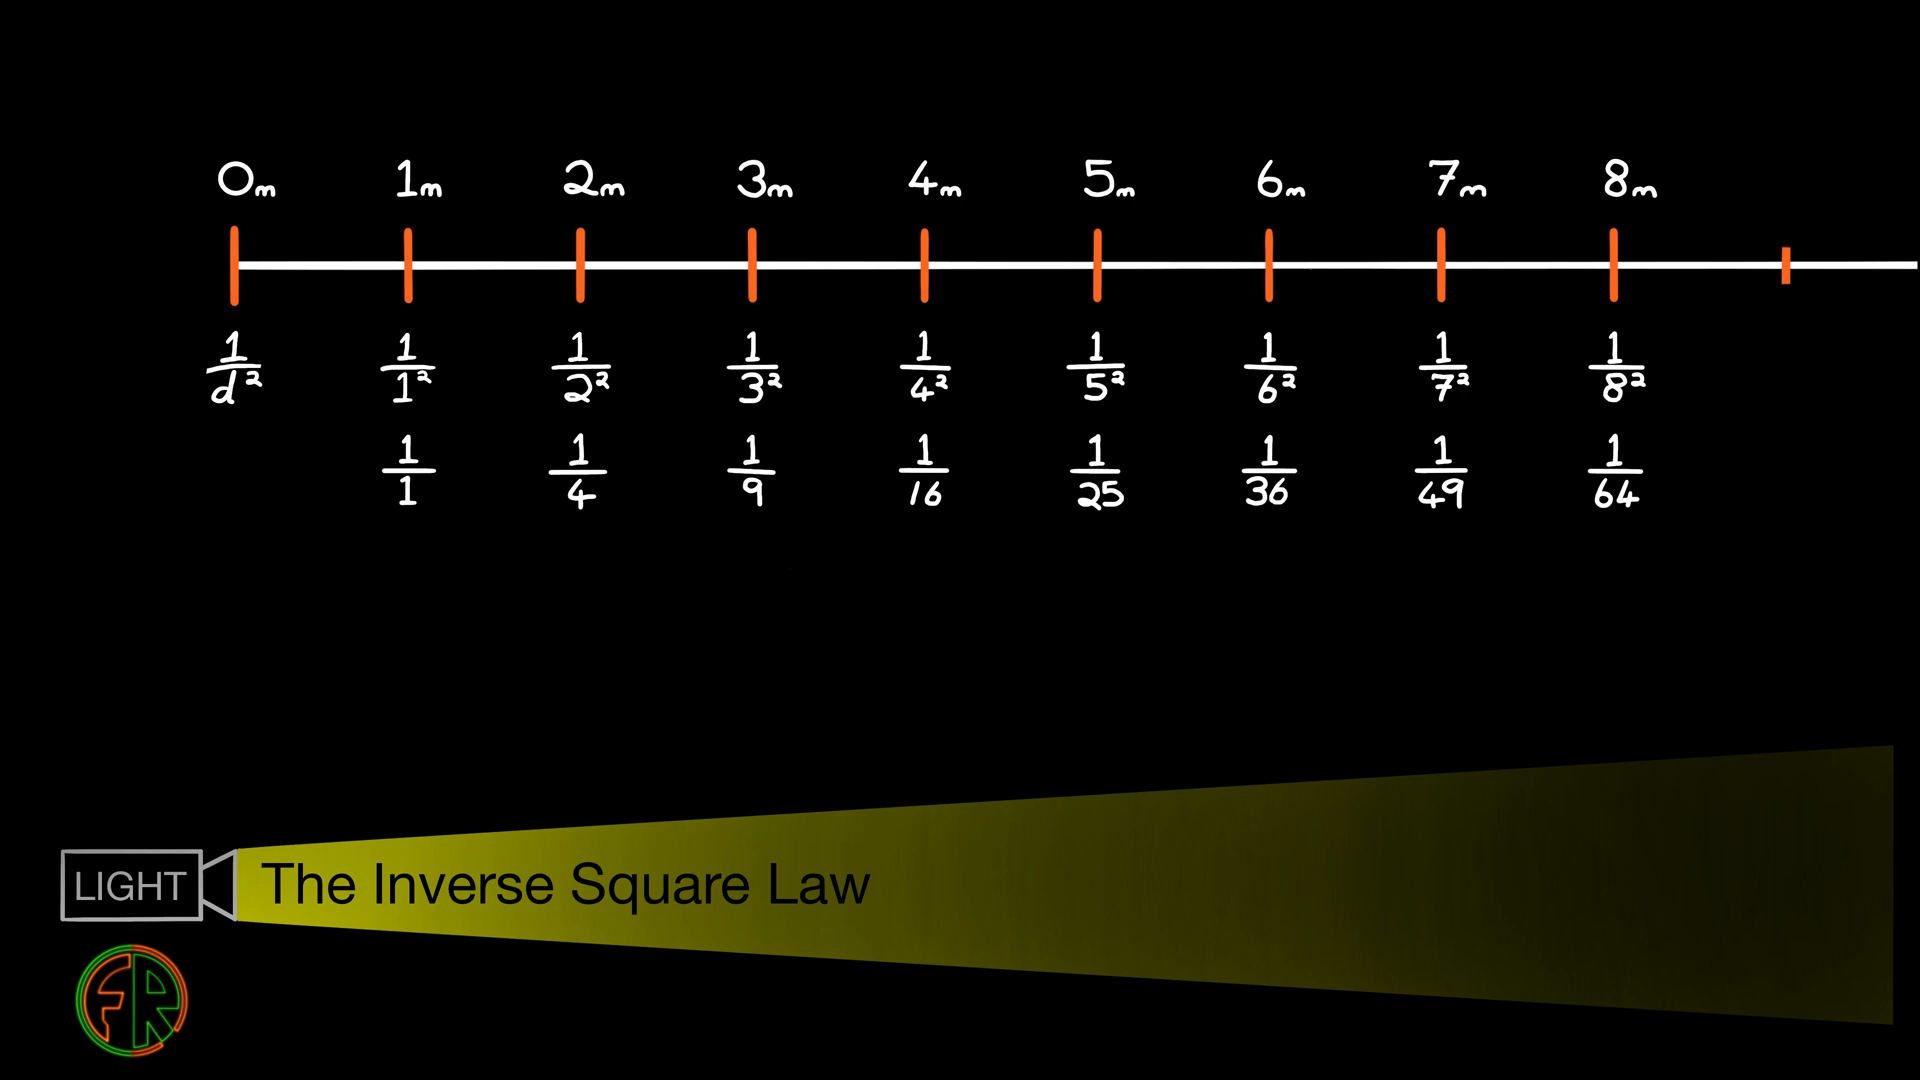 0m 1m 2m 3m 4m 5m 6m 7m 8m
1/d² 1/1² 1/2² 1/3² 1/4² 1/5² 1/6² 1/7² 1/8²
1/1 1/4 1/9 1/16 1/25 1/36 1/49 1/64
LIGHT The Inverse Square Law
FR